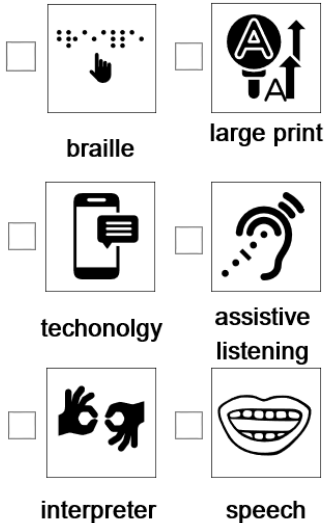 braille
large print
techonolgy
assistive
listening
interpreter
speech